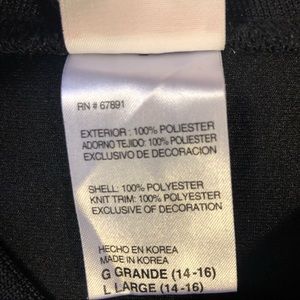 RN # 67891
EXTERIOR : 100% POLIESTER
ADORNO TEJIDO: 100% POLIESTER
EXCLUSIVO DE DECORACION
SHELL: 100% POLYESTER
KNIT TRIM: 100% POLYESTER
EXCLUSIVE OF DECORATION
HECHO EN KOREA
MADE IN KOREA
G GRANDE (14-16)
L LARGE (14-16)